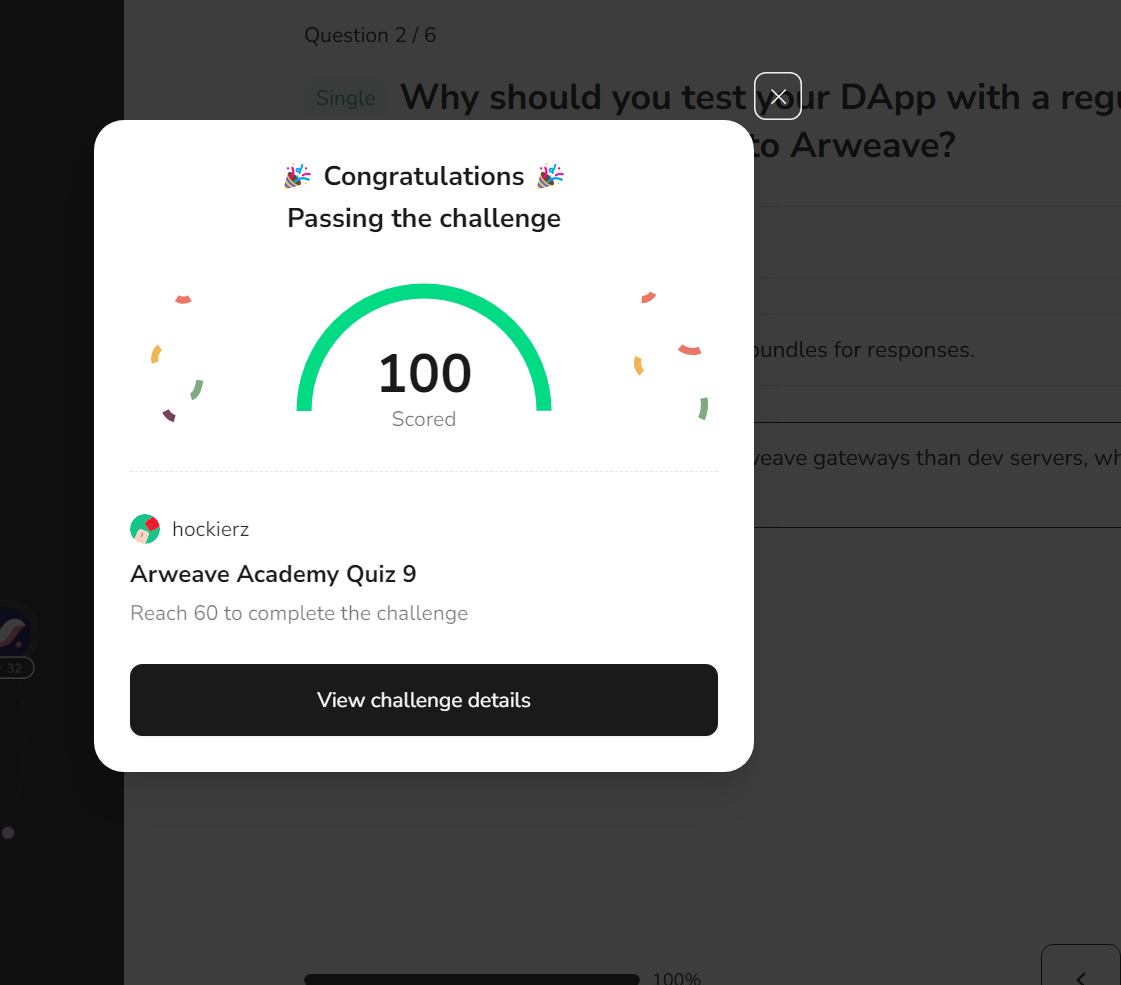 Question 2 / 6
Single
Why should you test your DApp with a regu
to Arweave?
Congratulations
Passing the challenge
100
Scored
bundles for responses.
weave gateways than dev servers, wh
hockierz
Arweave Academy Quiz 9
Reach 60 to complete the challenge
32
View challenge details
100%